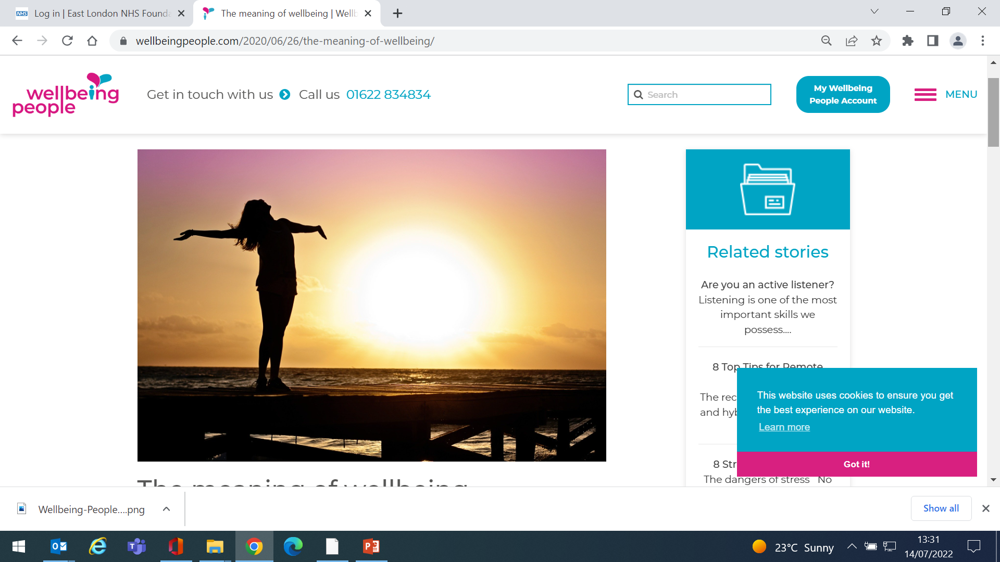 NHS Log in | East London NHS Founda
The meaning of wellbeing | Wellb
wellbeingpeople.com/2020/06/26/the-meaning-of-wellbeing/
wellbeing
people
Get in touch with us
Call us 01622 834834
Search
My Wellbeing
People Account
MENU
Related stories
Are you an active listener?
Listening is one of the most
important skills we
possess....
8 Top Tips for Remote
The rec
and hyb
8 Str
The dangers of stress No
This website uses cookies to ensure you get
the best experience on our website.
Learn more
Got it!
The meaning of wellbeing
Wellbeing-People....png
Show all
23°C Sunny
13:31
14/07/2022